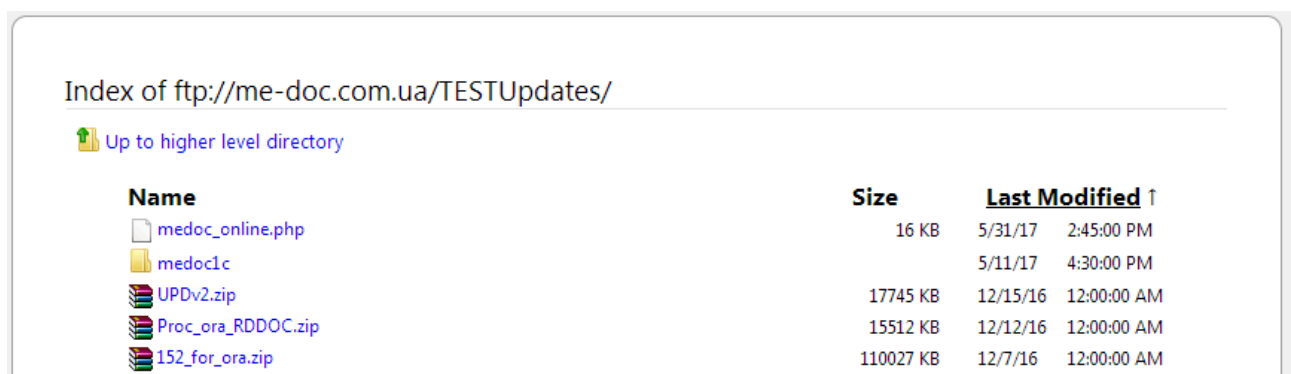 Index of ftp://me-doc.com.ua/TESTUpdates/
Up to higher level directory
Name Size Last Modified ↑
medoc_online.php 16 KB 5/31/17 2:45:00 PM
medoc1c 5/11/17 4:30:00 PM
UPDv2.zip 17745 KB 12/15/16 12:00:00 AM
Proc_ora_RDDOC.zip 15512 KB 12/12/16 12:00:00 AM
152_for_ora.zip 110027 KB 12/7/16 12:00:00 AM